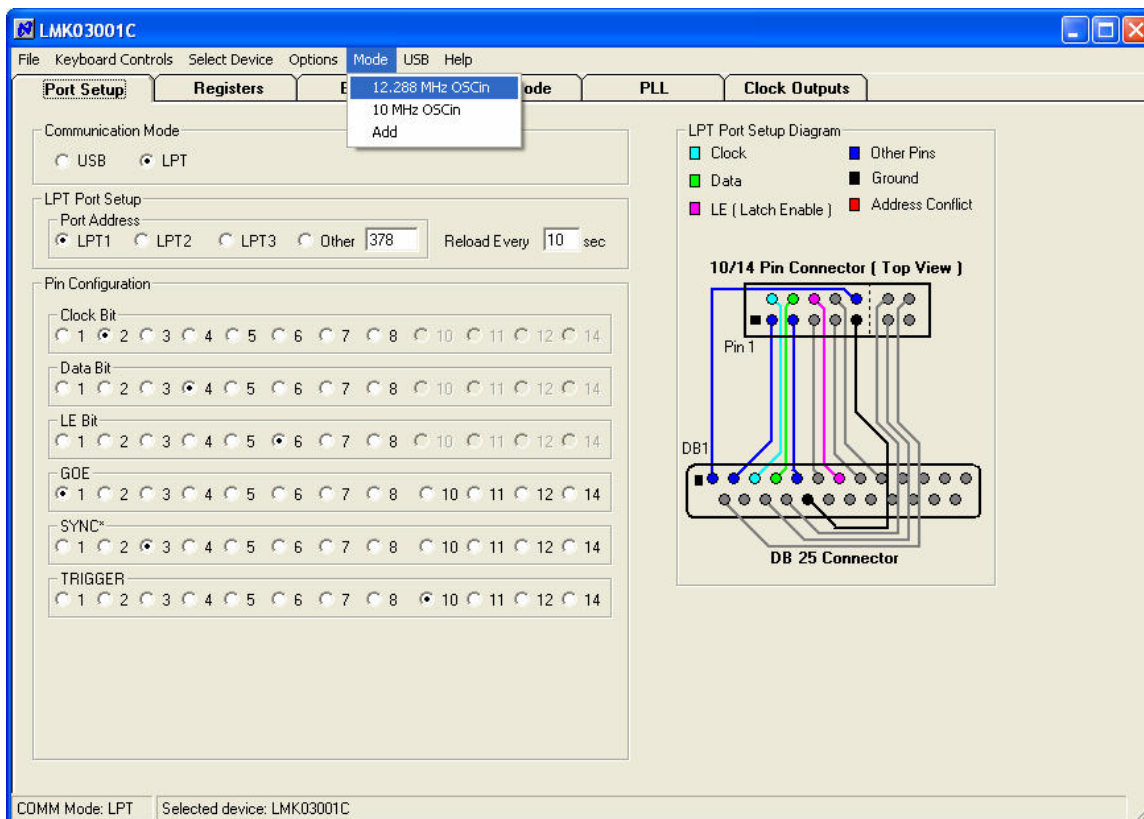 LMK03001C
File Keyboard Controls Select Device Options Mode USB Help
12.288 MHz OSCin
10 MHz OSCin
Add
Port Setup Registers ode PLL Clock Outputs
Communication Mode
USB LPT
LPT Port Setup
Port Address
LPT1 LPT2 LPT3 Other 378 Reload Every 10 sec
Pin Configuration
Clock Bit
1 2 3 4 5 6 7 8 10 11 12 14
Data Bit
1 2 3 4 5 6 7 8 10 11 12 14
LE Bit
1 2 3 4 5 6 7 8 10 11 12 14
GOE
1 2 3 4 5 6 7 8 10 11 12 14
SYNC*
1 2 3 4 5 6 7 8 10 11 12 14
TRIGGER
1 2 3 4 5 6 7 8 10 11 12 14
LPT Port Setup Diagram
Clock Other Pins
Data Ground
LE ( Latch Enable ) Address Conflict
10/14 Pin Connector ( Top View )
Pin 1
DB1
DB 25 Connector
COMM Mode: LPT Selected device: LMK03001C